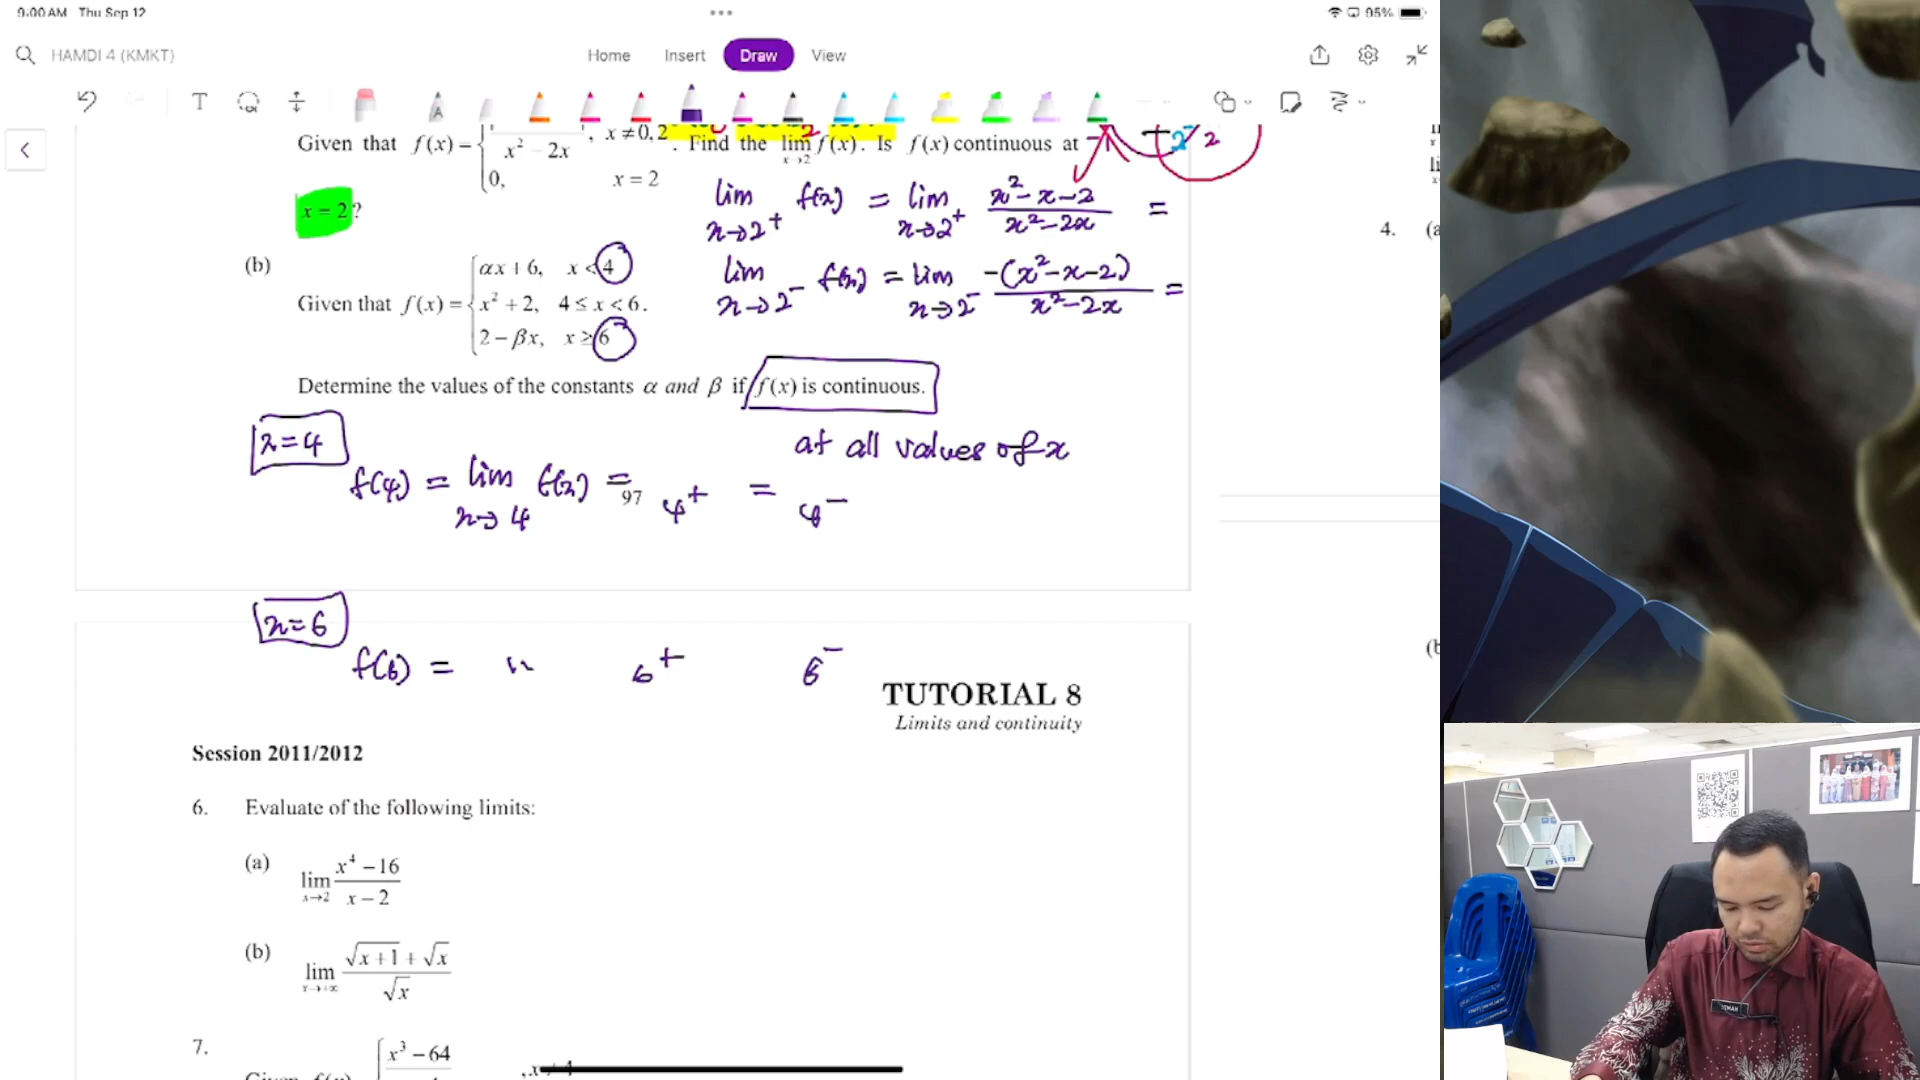 9:00 AM Thu Sep 12
95%
HAMDI 4 (KMKT)
Home Insert Draw View
Given that f(x) = { x² − 2x , x ≠ 0, 2 . Find the lim x→2 f(x). Is f(x) continuous at
0, x = 2
x = 2 ?
lim x→2⁺ f(x) = lim x→2⁺ (x² − x − 2)/(x² − 2x) =
lim x→2⁻ f(x) = lim x→2⁻ −(x² − x − 2)/(x² − 2x) =
(b)
Given that f(x) = { αx + 6, x < 4
x² + 2, 4 ≤ x < 6.
2 − βx, x ≥ 6
Determine the values of the constants α and β if f(x) is continuous.
at all values of x
x = 4
f(4) = lim x→4 f(x) = 4⁺ = 4⁻
97
x = 6
f(6) = 6⁺ 6⁻
TUTORIAL 8
Limits and continuity
Session 2011/2012
6. Evaluate of the following limits:
(a) lim x→2 (x⁴ − 16)/(x − 2)
(b) lim x→+∞ (√(x+1) + √x)/√x
7. x³ − 64
4. (a
(b